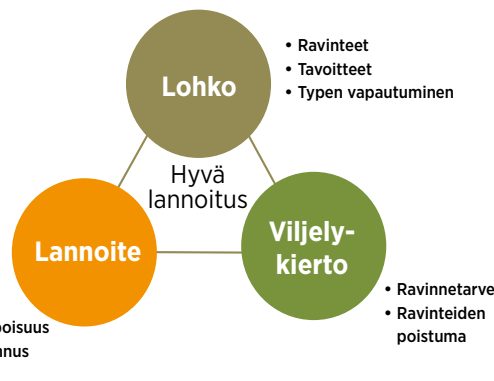 Lohko
• Ravinteet
• Tavoitteet
• Typen vapautuminen
Hyvä
lannoitus
Lannoite
Viljely-
kierto
• Ravinnetarve
• Ravinteiden
poistuma